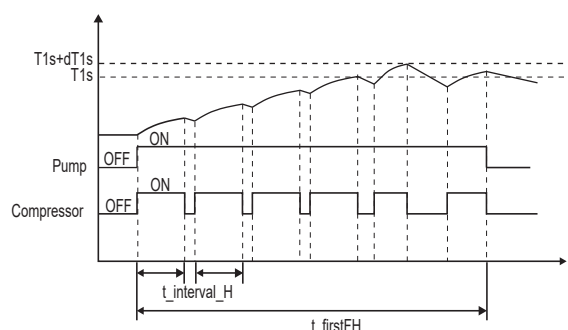 T1s+dT1s
T1s
ON
Pump
OFF
ON
Compressor
OFF
t_interval_H
t_firstFH